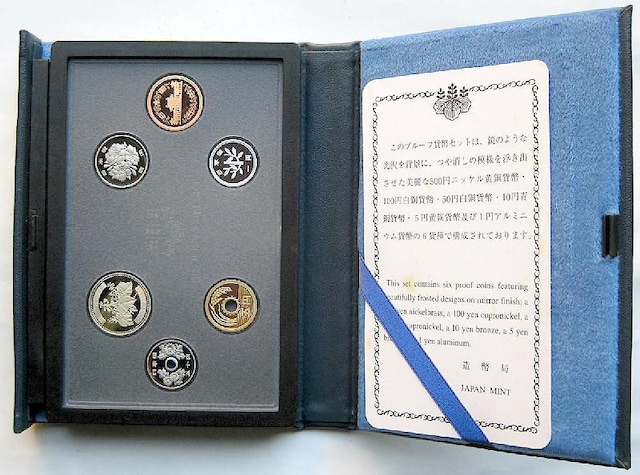 このプルーフ貨幣セットは、鏡のような
光沢を背景に、つや消しの模様を浮き出
させた美麗な500円ニッケル黄銅貨幣・
100円白銅貨幣・50円白銅貨幣・10円青
銅貨幣・5円黄銅貨幣及び1円アルミニ
ウム貨幣の6貨種で構成されております。
This set contains six proof coins featuring
beautifully frosted designs on mirror finish; a
yen nickelbrass, a 100 yen cupronickel, a
cupronickel, a 10 yen bronze, a 5 yen
yen aluminum.
造幣局
JAPAN MINT